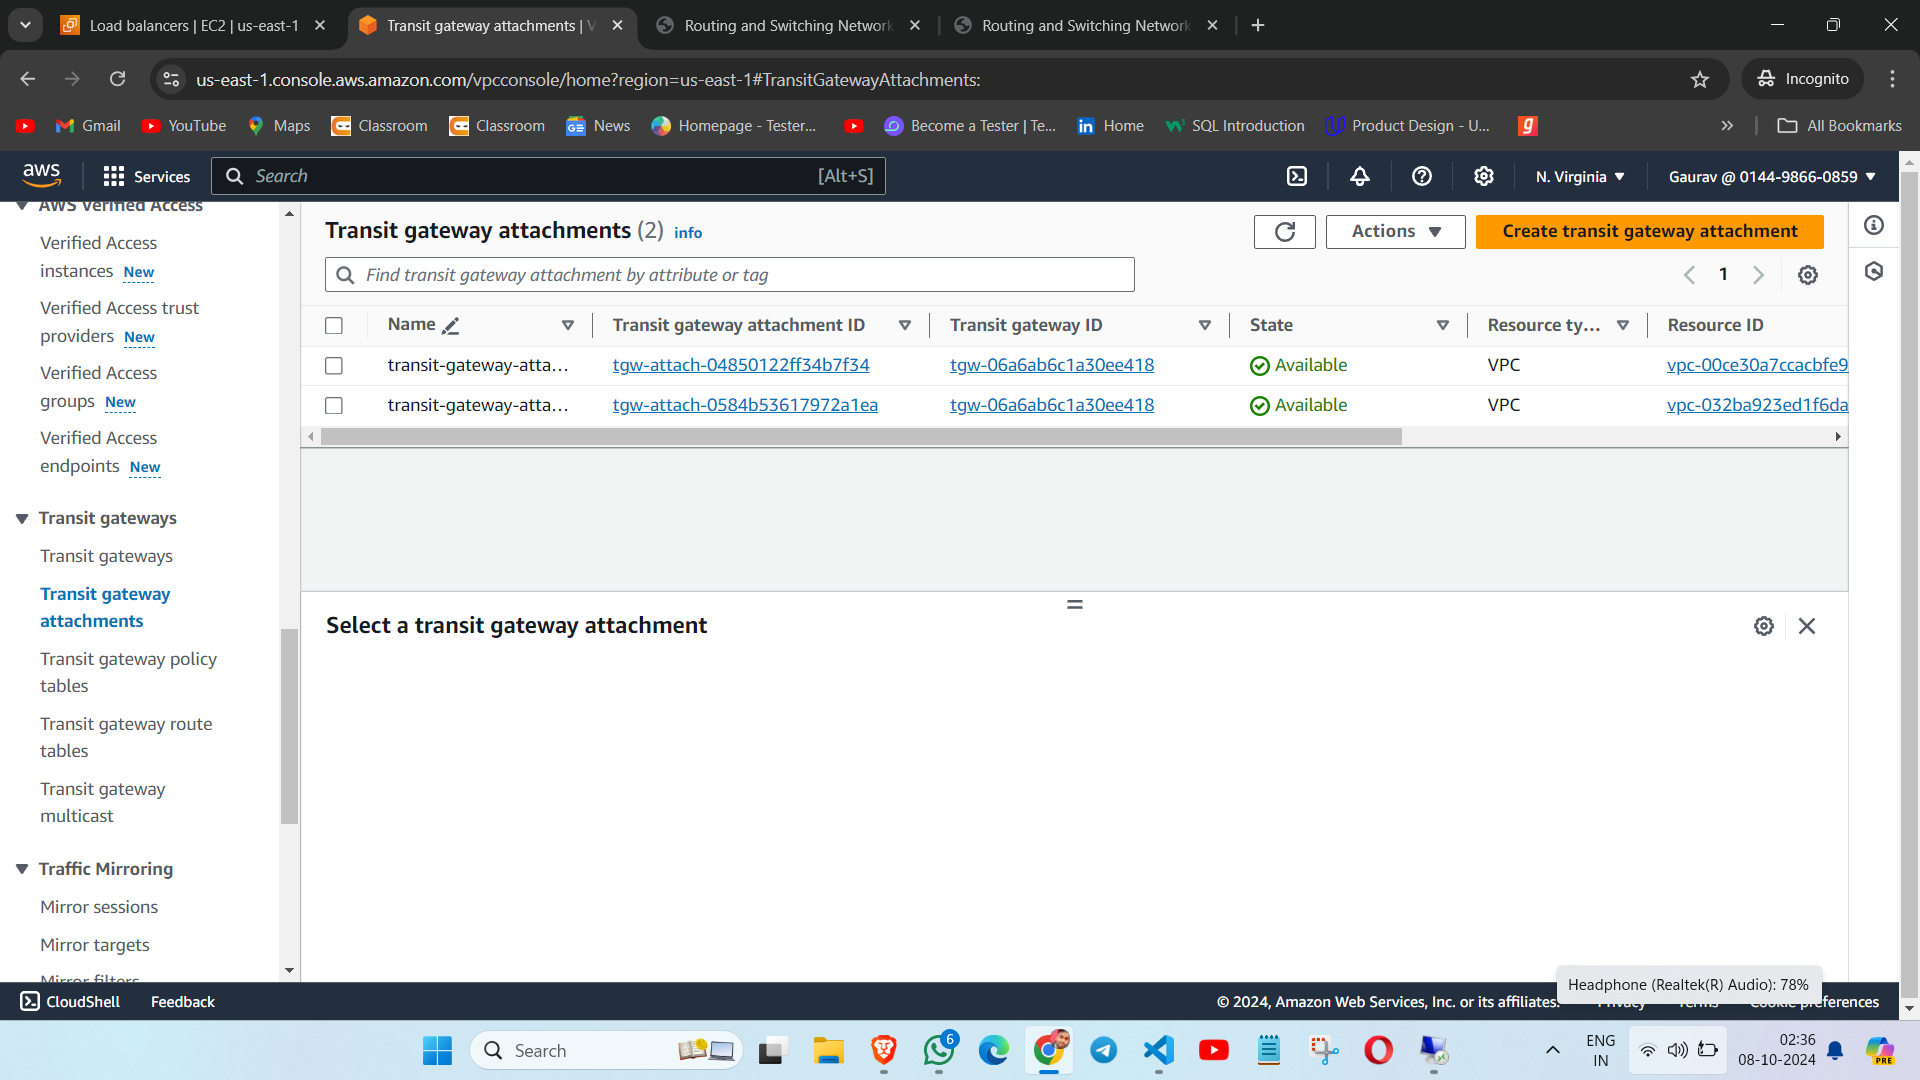 Load balancers | EC2 | us-east-1
Transit gateway attachments | V
Routing and Switching Network
Routing and Switching Network
us-east-1.console.aws.amazon.com/vpcconsole/home?region=us-east-1#TransitGatewayAttachments:
Incognito
Gmail
YouTube
Maps
Classroom
Classroom
News
Homepage - Tester...
Become a Tester | Te...
Home
SQL Introduction
Product Design - U...
All Bookmarks
aws
Services
Search
[Alt+S]
N. Virginia
Gaurav @ 0144-9866-0859
AWS Verified Access
Verified Access
instances New
Verified Access trust
providers New
Verified Access
groups New
Verified Access
endpoints New
Transit gateways
Transit gateways
Transit gateway
attachments
Transit gateway policy
tables
Transit gateway route
tables
Transit gateway
multicast
Traffic Mirroring
Mirror sessions
Mirror targets
Mirror filters
Transit gateway attachments (2) info
Actions
Create transit gateway attachment
Find transit gateway attachment by attribute or tag
1
Name
Transit gateway attachment ID
Transit gateway ID
State
Resource ty...
Resource ID
transit-gateway-atta... tgw-attach-04850122ff34b7f34 tgw-06a6ab6c1a30ee418 Available VPC vpc-00ce30a7ccacbfe9
transit-gateway-atta... tgw-attach-0584b53617972a1ea tgw-06a6ab6c1a30ee418 Available VPC vpc-032ba923ed1f6da
Select a transit gateway attachment
Headphone (Realtek(R) Audio): 78%
CloudShell
Feedback
© 2024, Amazon Web Services, Inc. or its affiliates.
Privacy
Terms
Cookie preferences
Search
6
ENG
IN
02:36
08-10-2024
PRE